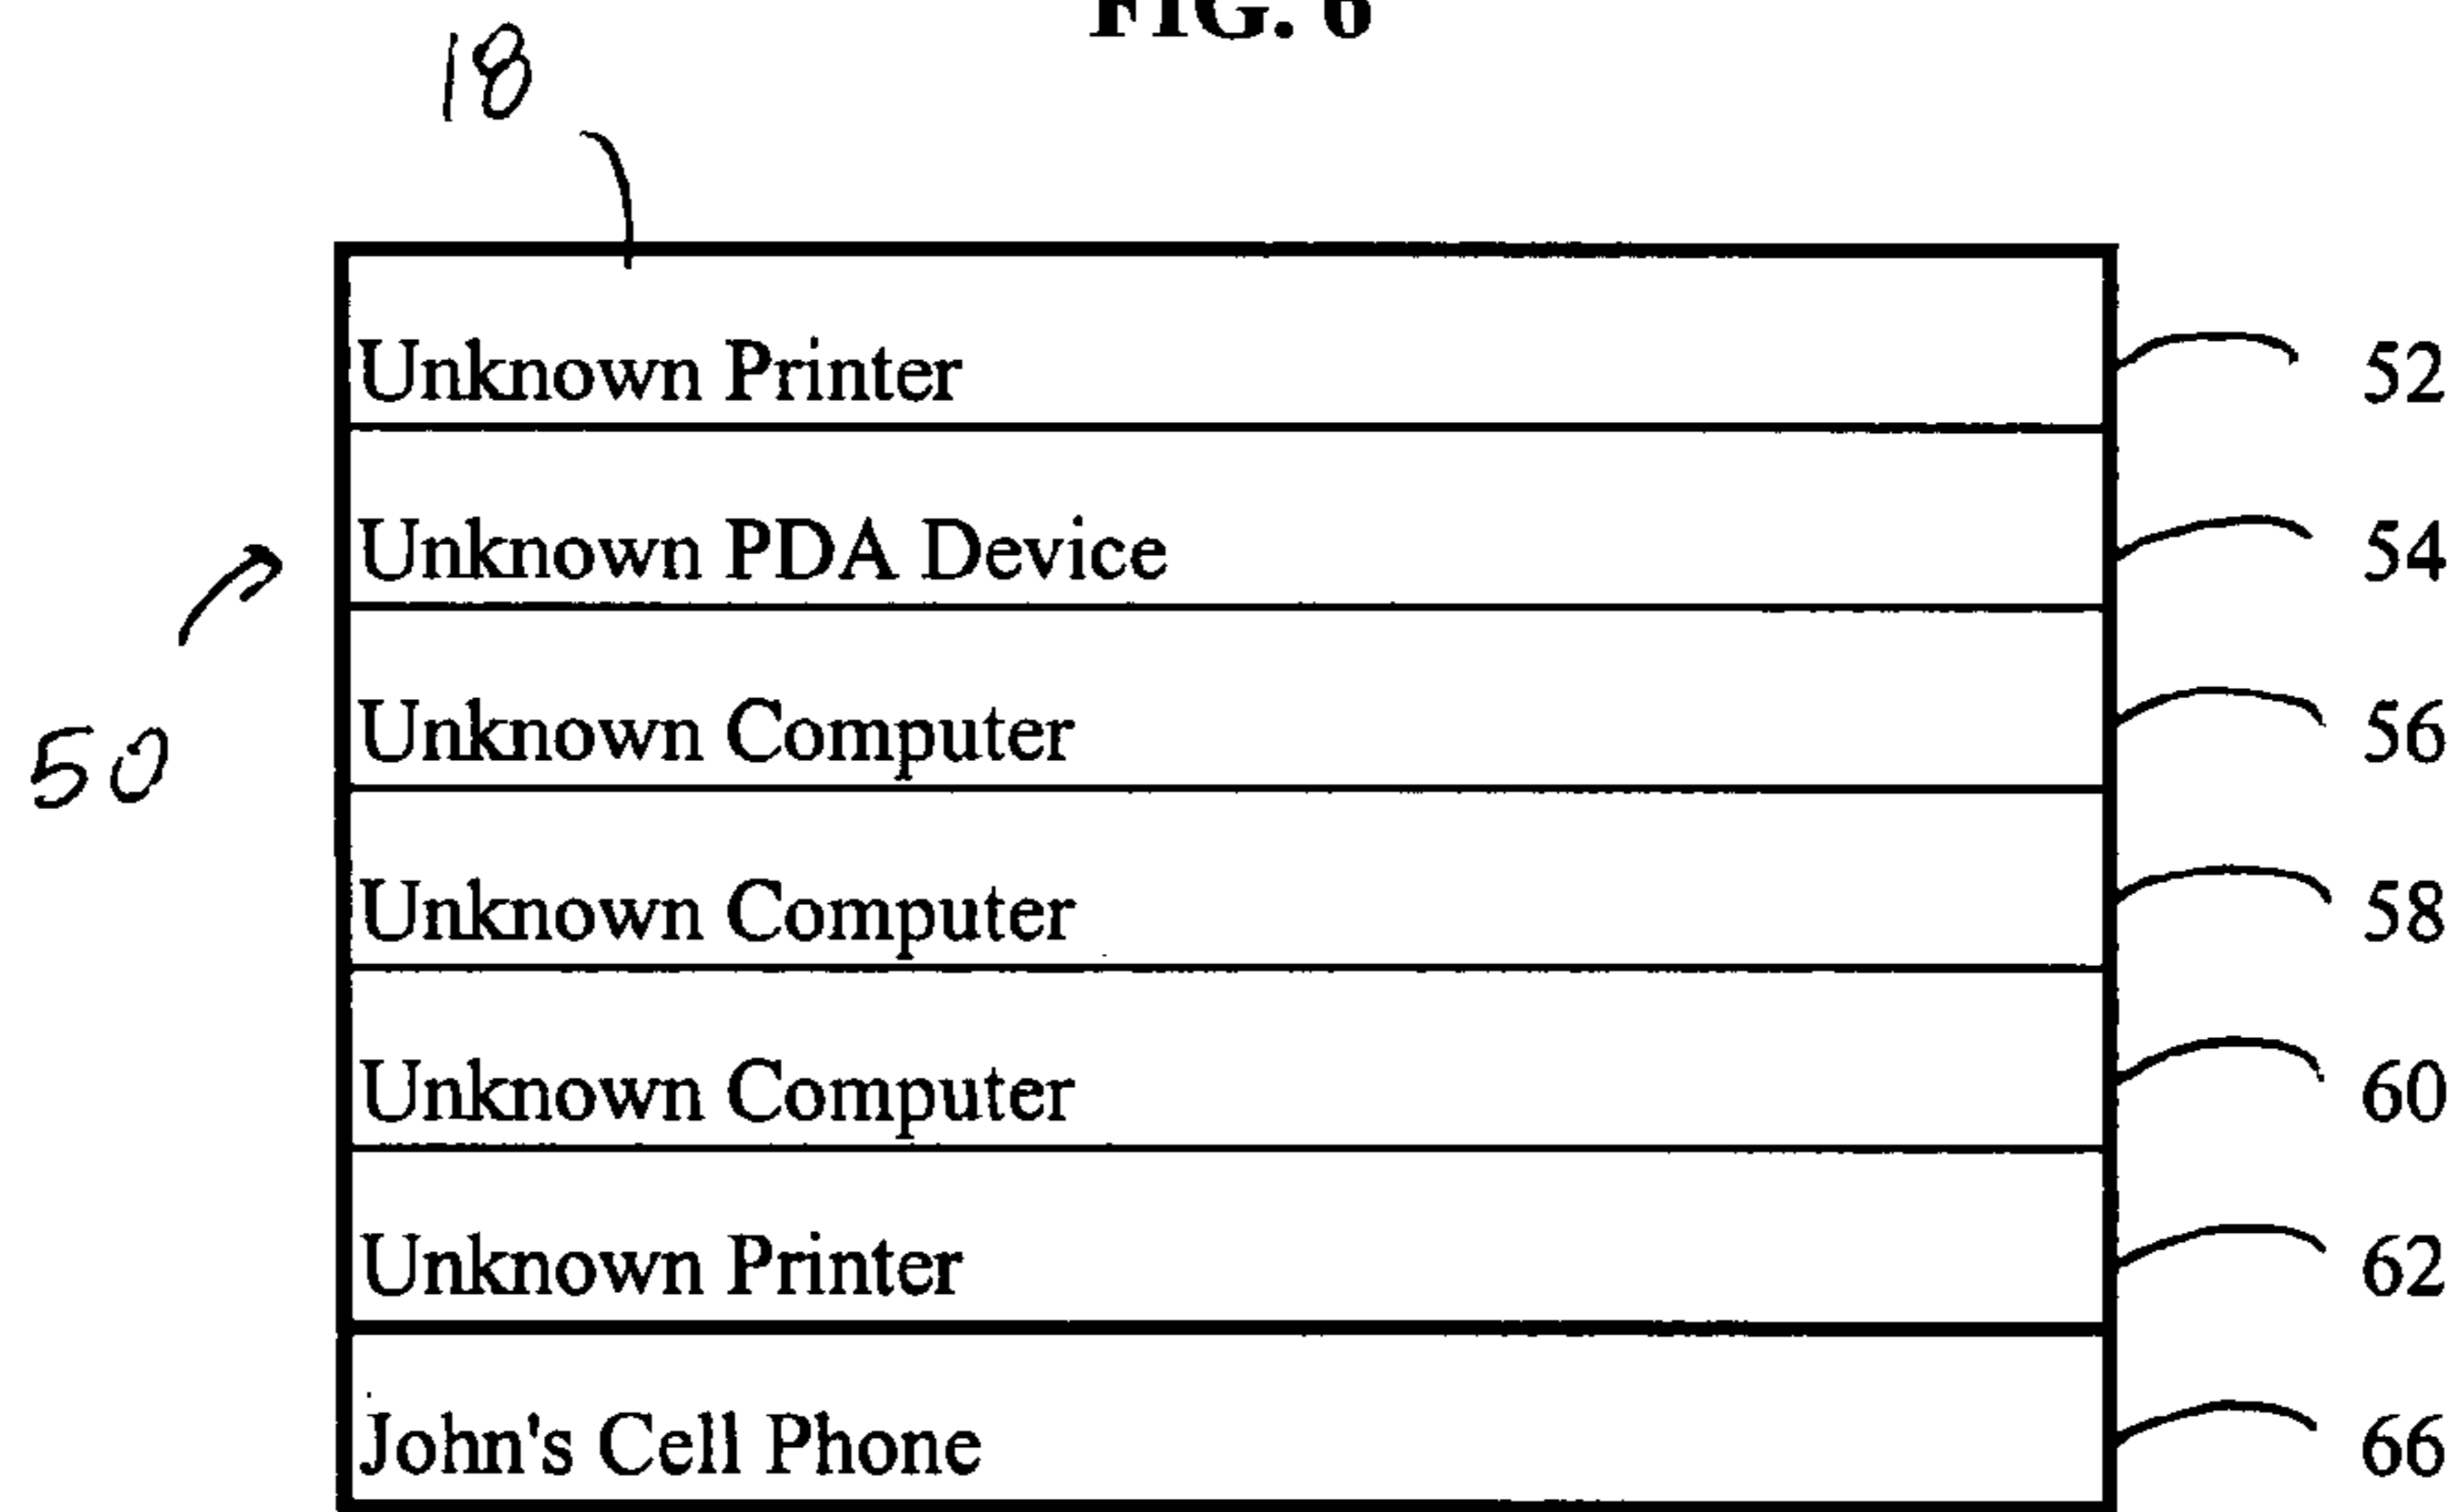 FIG. 6
18
Unknown Printer 52
Unknown PDA Device 54
Unknown Computer 56
50
Unknown Computer 58
Unknown Computer 60
Unknown Printer 62
John's Cell Phone 66